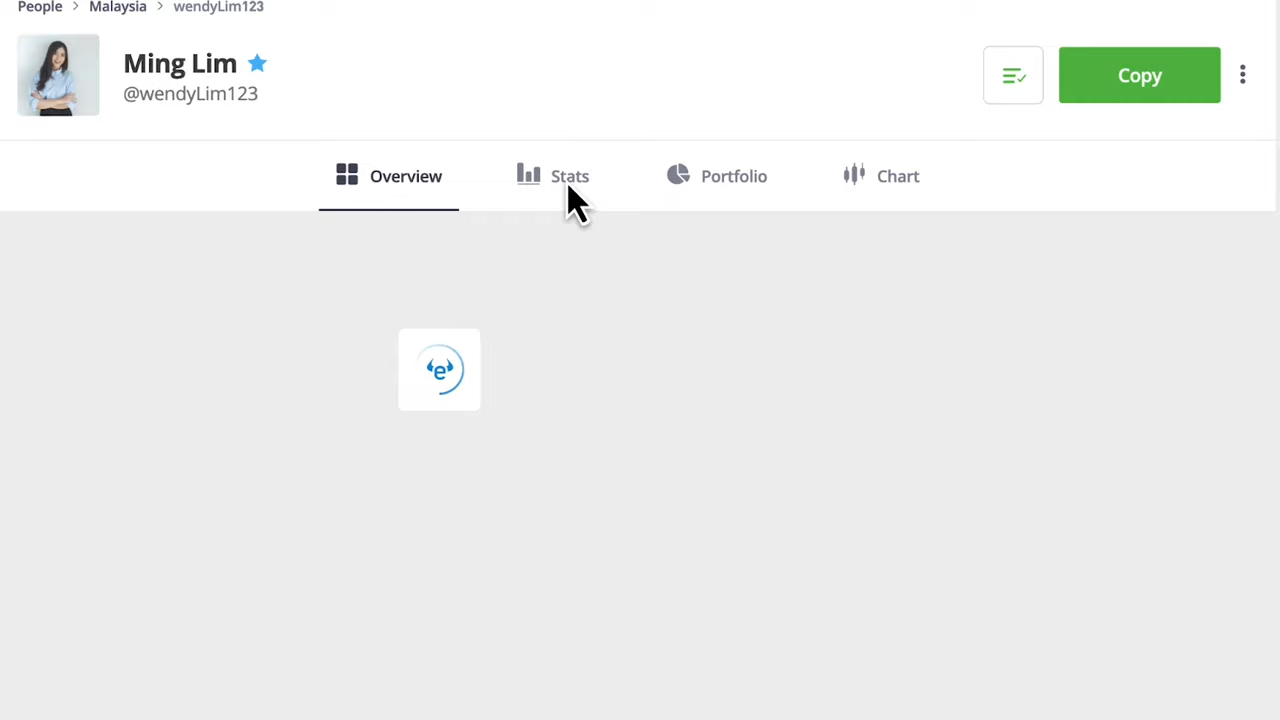 People > Malaysia > wendyLim123
Ming Lim
@wendyLim123
Copy
Overview
Stats
Portfolio
Chart
e